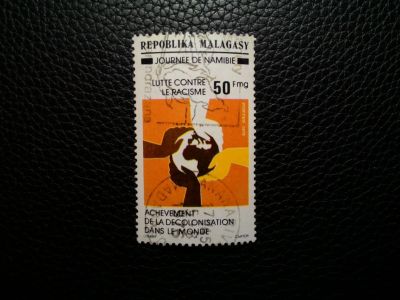 REPOBLIKA MALAGASY
JOURNEE DE NAMIBIE
LUTTE CONTRE
LE RACISME
50 Fmg
ACHEVEMENT
DE LA DECOLONISATION
DANS LE MONDE